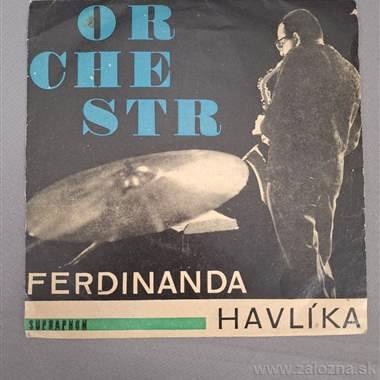 OR
CHE
STR
FERDINANDA
SUPRAPHON
HAVLÍKA
www.zalozna.sk